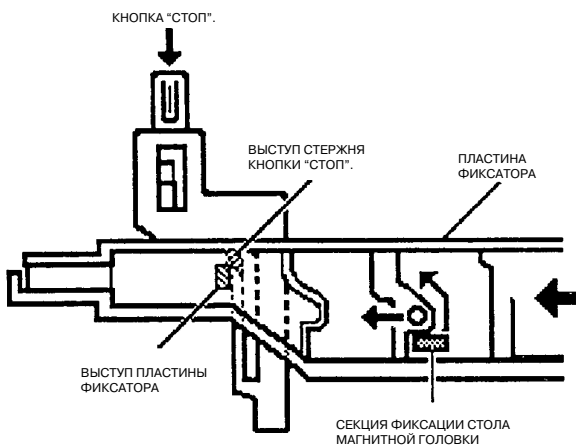 КНОПКА “СТОП”.
ВЫСТУП СТЕРЖНЯ
КНОПКИ “СТОП”.
ПЛАСТИНА
ФИКСАТОРА
ВЫСТУП ПЛАСТИНЫ
ФИКСАТОРА
СЕКЦИЯ ФИКСАЦИИ СТОЛА
МАГНИТНОЙ ГОЛОВКИ